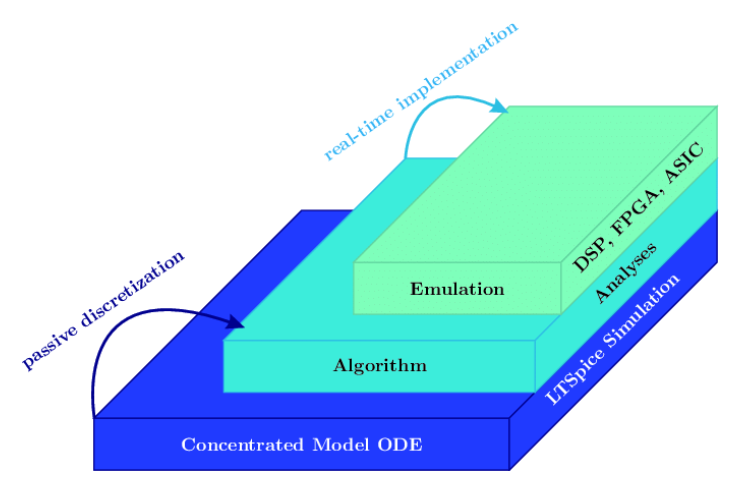 real-time implementation
DSP, FPGA, ASIC
Emulation
Analyses
passive discretization
Algorithm
LTSpice Simulation
Concentrated Model ODE